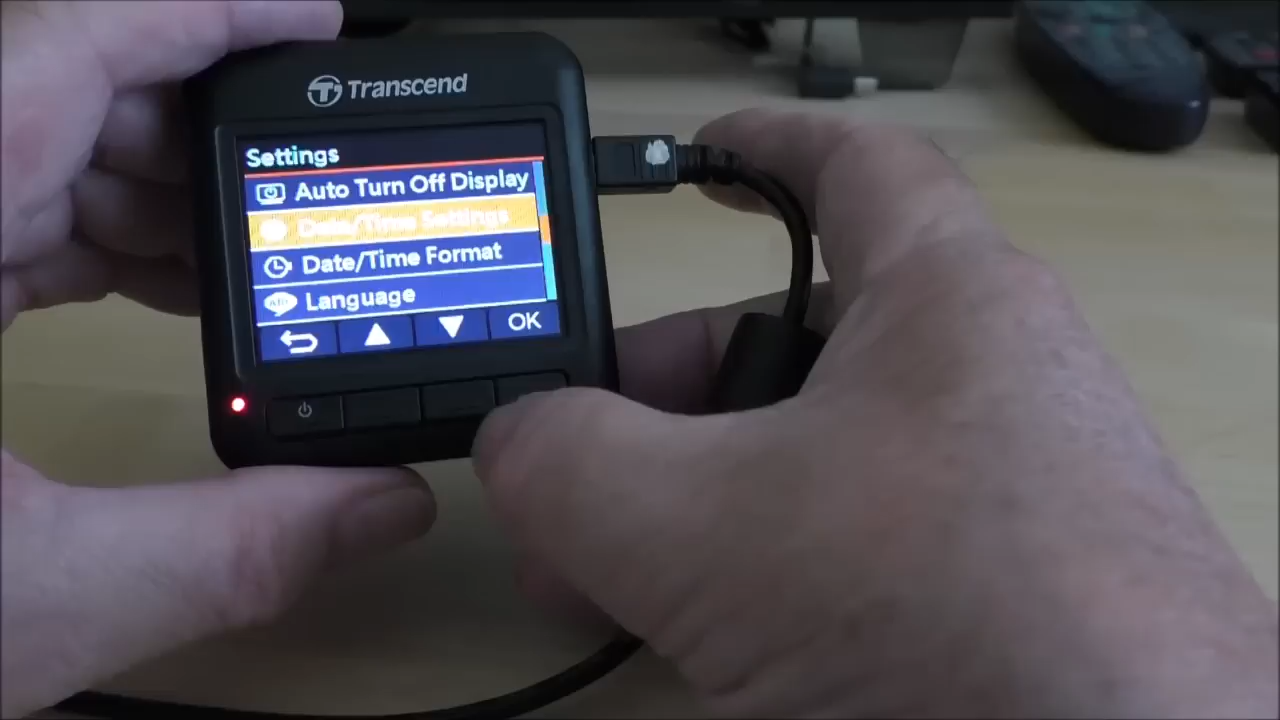 Transcend
Settings
Auto Turn Off Display
Date/Time Settings
Date/Time Format
Language
OK